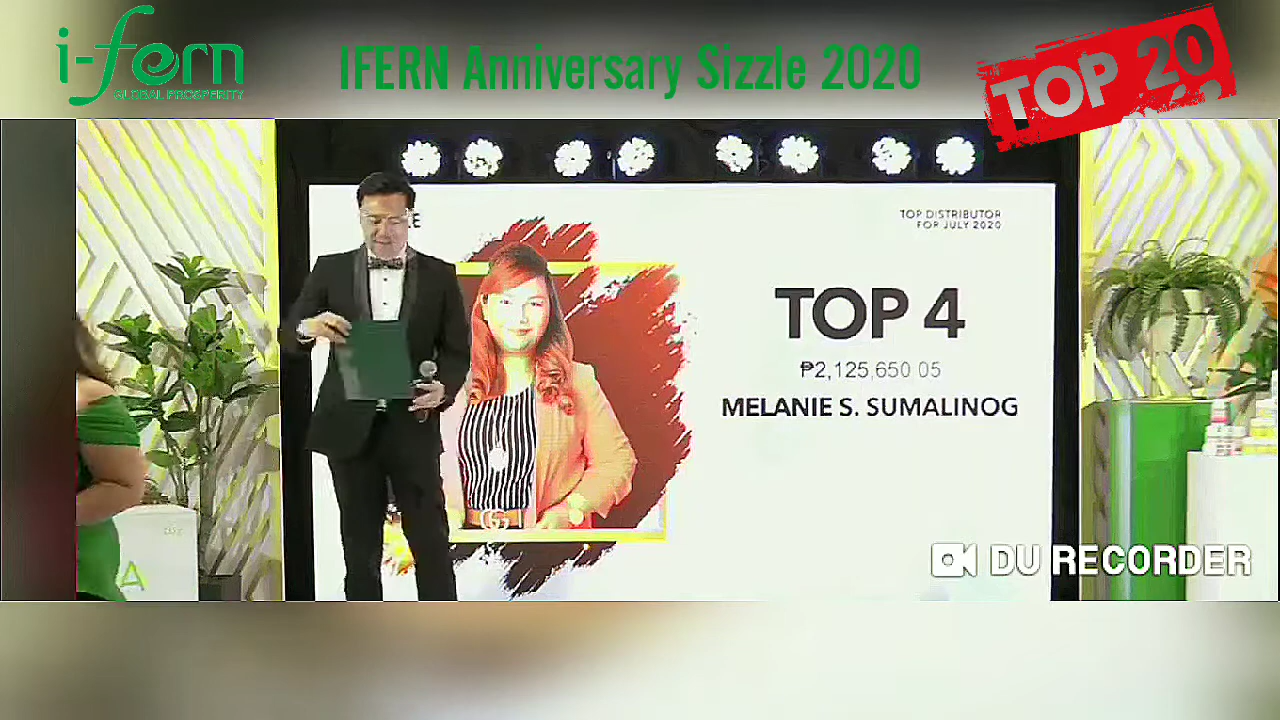 i-fern
GLOBAL PROSPERITY
IFERN Anniversary Sizzle 2020
TOP 20
TOP DISTRIBUTOR
FOR JULY 2020
TOP 4
₱2,125,650.05
MELANIE S. SUMALINOG
DU RECORDER